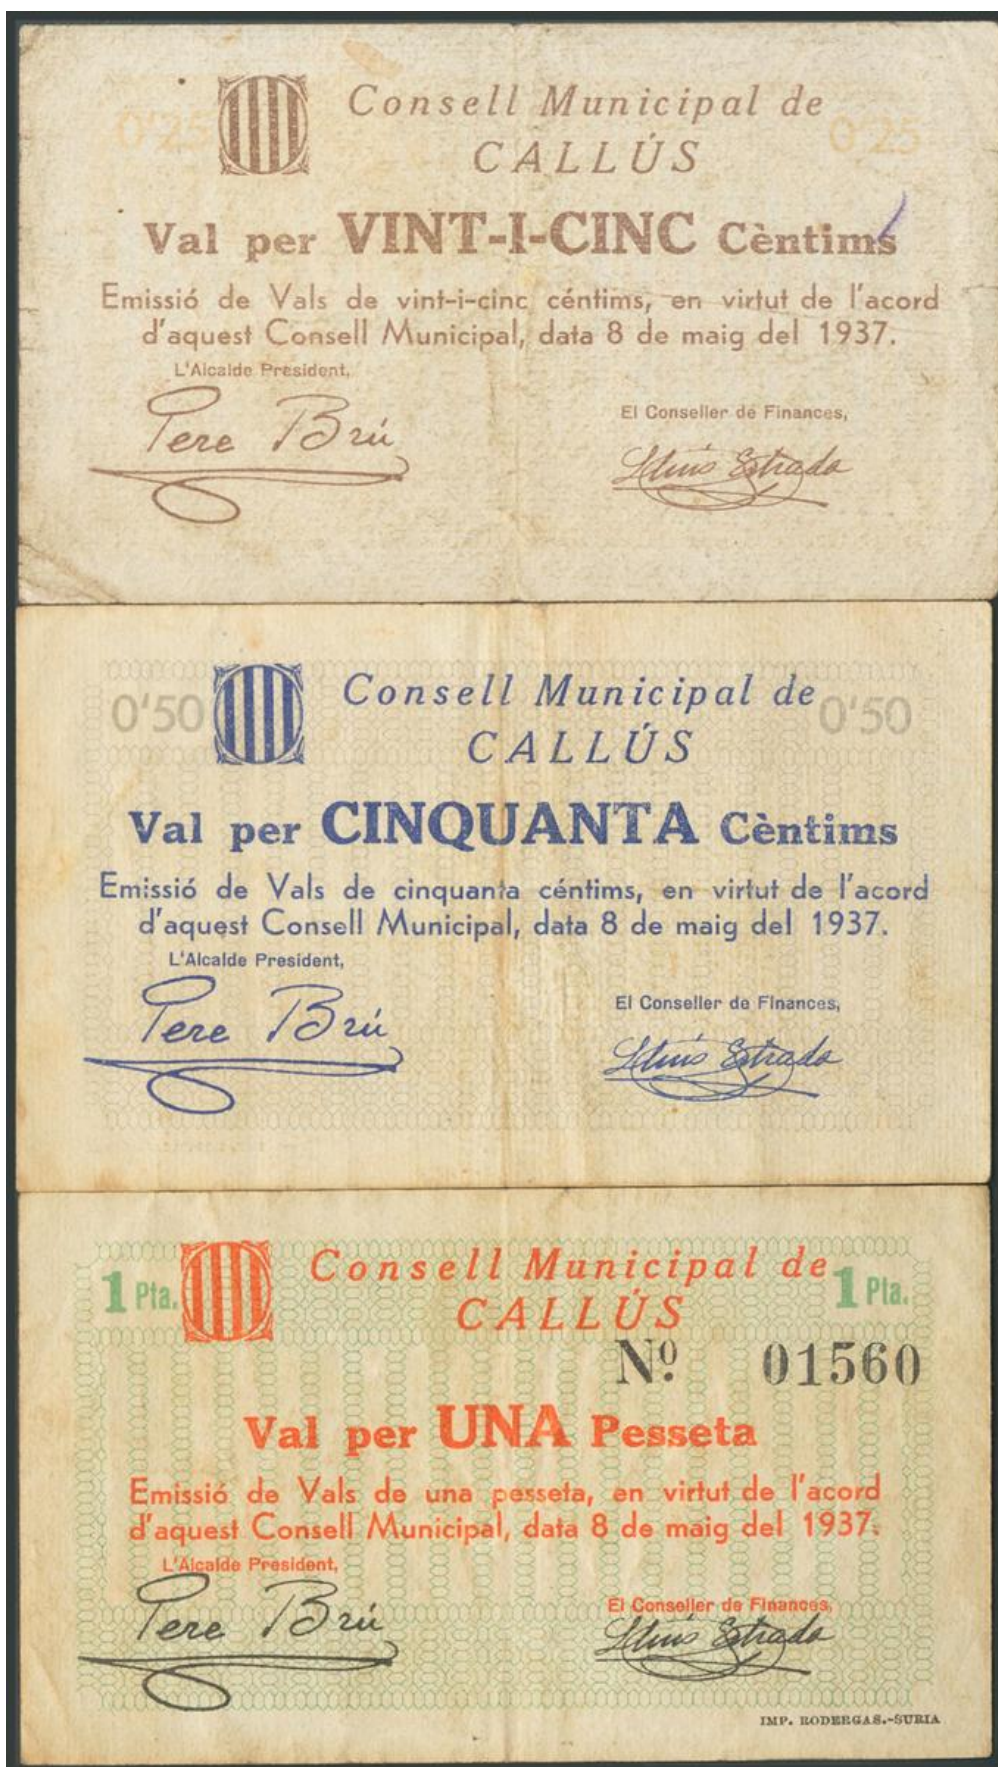 0'25
Consell Municipal de
0'25
CALLÚS
Val per VINT-I-CINC Cèntims
Emissió de Vals de vint-i-cinc céntims, en virtut de l'acord
d'aquest Consell Municipal, data 8 de maig del 1937.
L'Alcalde President,
El Conseller de Finances,
Pere Brú
Lluis Estrada
0'50
Consell Municipal de
0'50
CALLÚS
Val per CINQUANTA Cèntims
Emissió de Vals de cinquanta céntims, en virtut de l'acord
d'aquest Consell Municipal, data 8 de maig del 1937.
L'Alcalde President,
El Conseller de Finances,
Pere Brú
Lluis Estrada
1 Pta.
Consell Municipal de
1 Pta.
CALLÚS
Nº 01560
Val per UNA Pesseta
Emissió de Vals de una pesseta, en virtut de l'acord
d'aquest Consell Municipal, data 8 de maig del 1937.
L'Alcalde President,
El Conseller de Finances,
Pere Brú
Lluis Estrada
IMP. RODERGAS.-SURIA